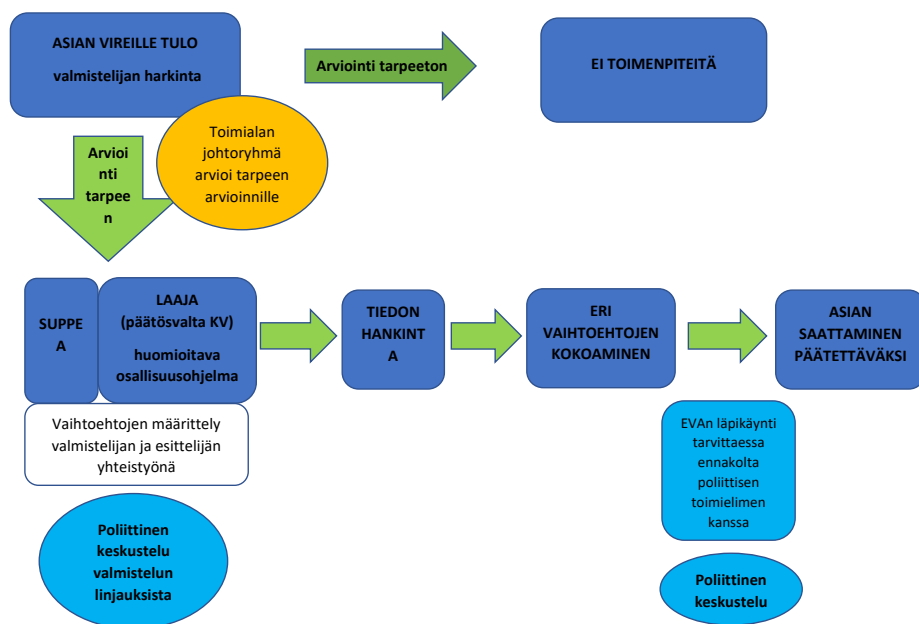 ASIAN VIREILLE TULO
valmistelijan harkinta
Arviointi tarpeeton
EI TOIMENPITEITÄ
Toimialan
johtoryhmä
arvioi tarpeen
arvioinnille
Arvioi
nti
tarpee
n
SUPPE
A
LAAJA
(päätösvalta KV)
huomioitava
osallisuusohjelma
TIEDON
HANKINT
A
ERI
VAIHTOEHTOJEN
KOKOAMINEN
ASIAN
SAATTAMINEN
PÄÄTETTÄVÄKSI
Vaihtoehtojen määrittely
valmistelijan ja esittelijän
yhteistyönä
EVAn läpikäynti
tarvittaessa
ennakolta
poliittisen
toimielimen
kanssa
Poliittinen
keskustelu
valmistelun
linjauksista
Poliittinen
keskustelu